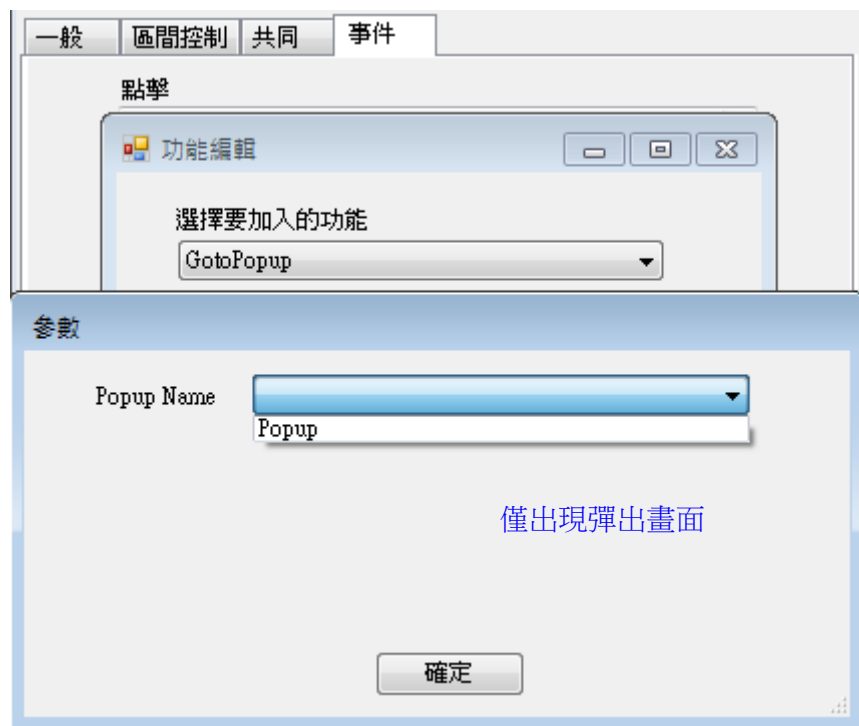 一般 區間控制 共同 事件
點擊
功能編輯
選擇要加入的功能
GotoPopup
參數
Popup Name
Popup
僅出現彈出畫面
確定